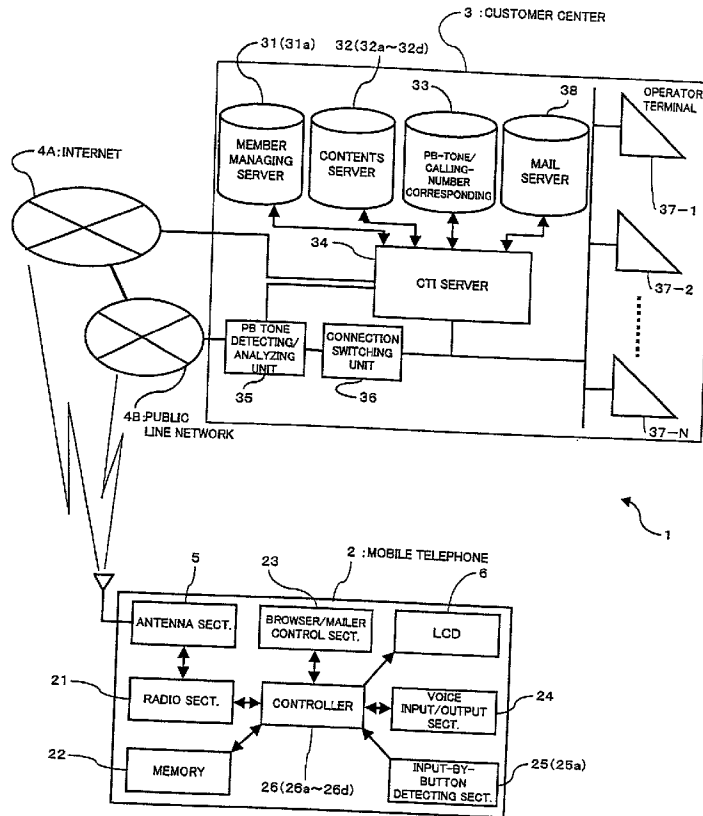 3 : CUSTOMER CENTER
31(31a)
32(32a~32d)
33
38
OPERATOR
TERMINAL
4A:INTERNET
MEMBER
MANAGING
SERVER
CONTENTS
SERVER
PB-TONE/
CALLING-
NUMBER
CORRESPONDING
MAIL
SERVER
37-1
34
CTI SERVER
37-2
PB TONE
DETECTING/
ANALYZING
UNIT
CONNECTION
SWITCHING
UNIT
35
36
4B:PUBLIC
LINE NETWORK
37-N
1
5
23
2 :MOBILE TELEPHONE
6
ANTENNA SECT.
BROWSER/MAILER
CONTROL SECT.
LCD
21
RADIO SECT.
CONTROLLER
VOICE
INPUT/OUTPUT
SECT.
24
22
MEMORY
26(26a~26d)
INPUT-BY-
BUTTON
DETECTING SECT.
25(25a)